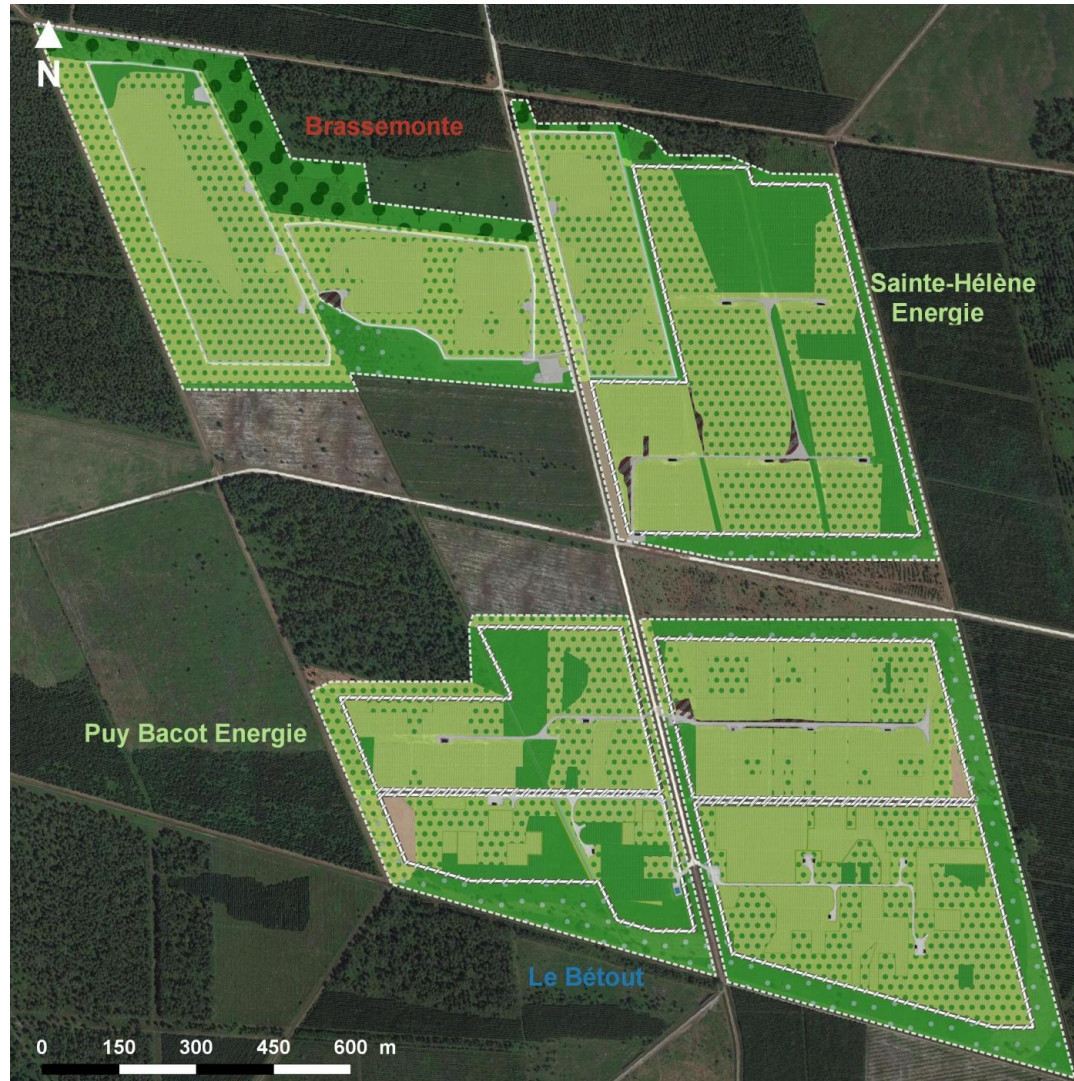 N
Brassemonte
Sainte-Hélène
Energie
Puy Bacot Energie
Le Bétout
0 150 300 450 600 m